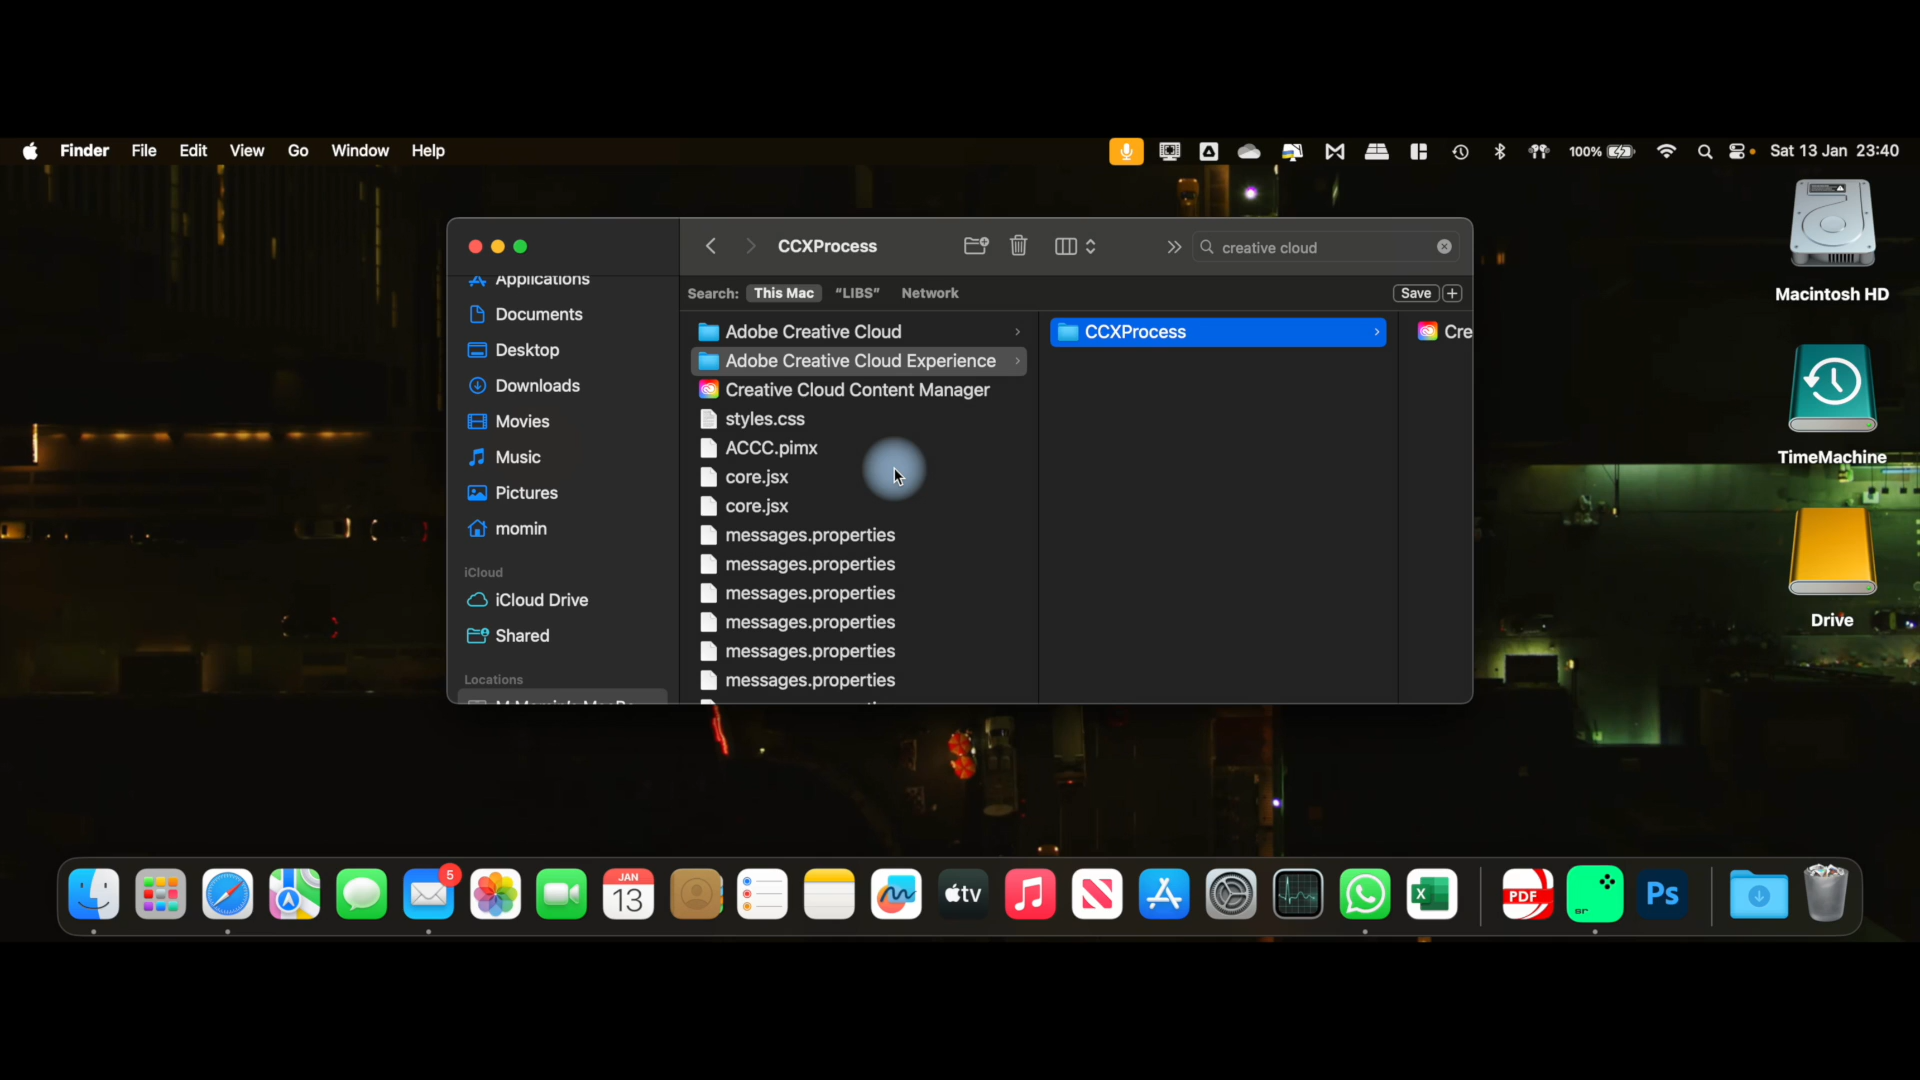 Finder File Edit View Go Window Help 100% Sat 13 Jan 23:40
CCXProcess creative cloud
Search: This Mac “LIBS” Network Save +
Applications
Documents
Desktop
Downloads
Movies
Music
Pictures
momin
iCloud
iCloud Drive
Shared
Locations
Adobe Creative Cloud
Adobe Creative Cloud Experience
Creative Cloud Content Manager
styles.css
ACCC.pimx
core.jsx
core.jsx
messages.properties
messages.properties
messages.properties
messages.properties
messages.properties
messages.properties
CCXProcess
Cre
Macintosh HD
TimeMachine
Drive
5
JAN
13
tv
PDF
sr
Ps